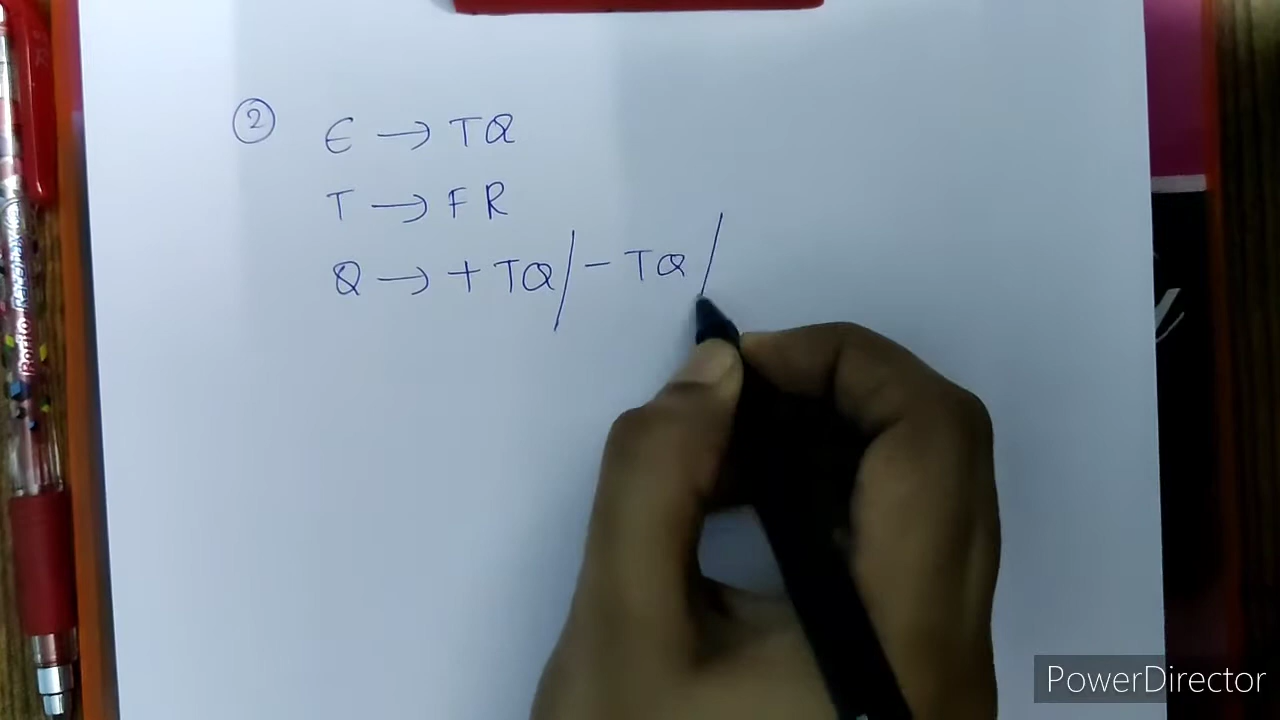 ② E → TQ
T → FR
Q → + TQ / - TQ /
PowerDirector